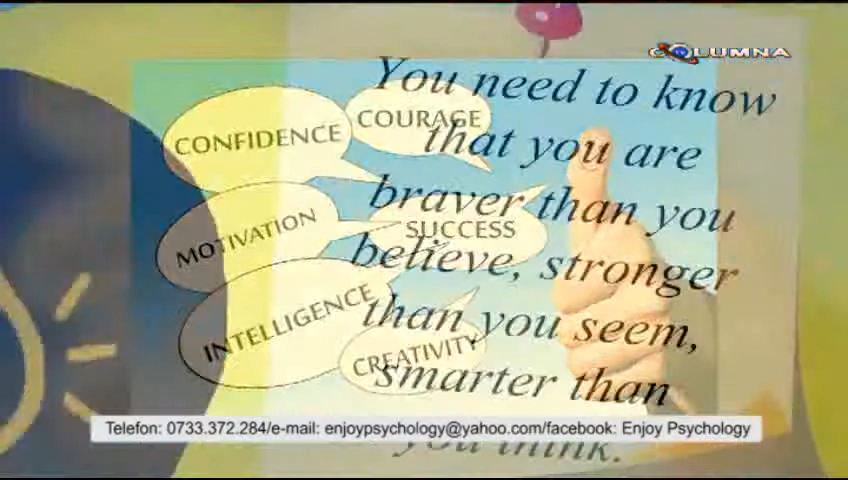 COLUMNA
You need to know
that you are
braver than you
believe, stronger
than you seem,
smarter than
you think.
CONFIDENCE
COURAGE
MOTIVATION
SUCCESS
INTELLIGENCE
CREATIVITY
Telefon: 0733.372.284/e-mail: enjoypsychology@yahoo.com/facebook: Enjoy Psychology